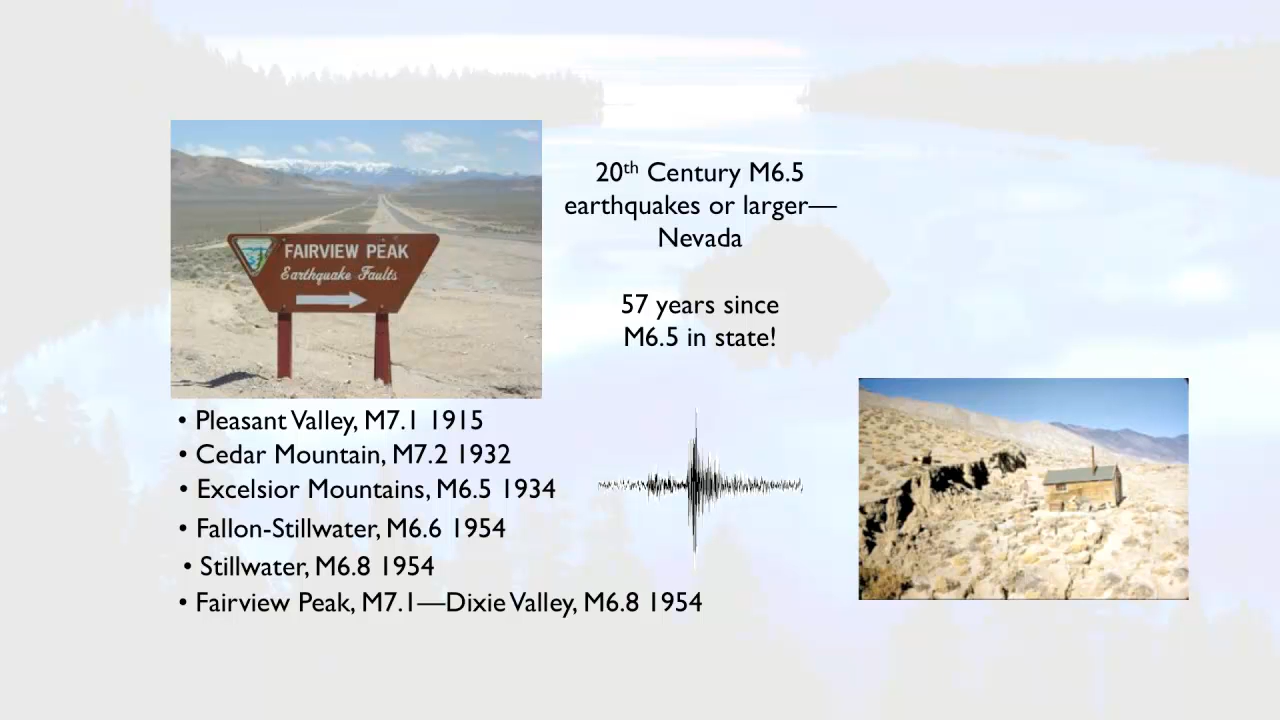 FAIRVIEW PEAK
Earthquake Faults
20th Century M6.5
earthquakes or larger—
Nevada
57 years since
M6.5 in state!
• Pleasant Valley, M7.1 1915
• Cedar Mountain, M7.2 1932
• Excelsior Mountains, M6.5 1934
• Fallon-Stillwater, M6.6 1954
• Stillwater, M6.8 1954
• Fairview Peak, M7.1—Dixie Valley, M6.8 1954